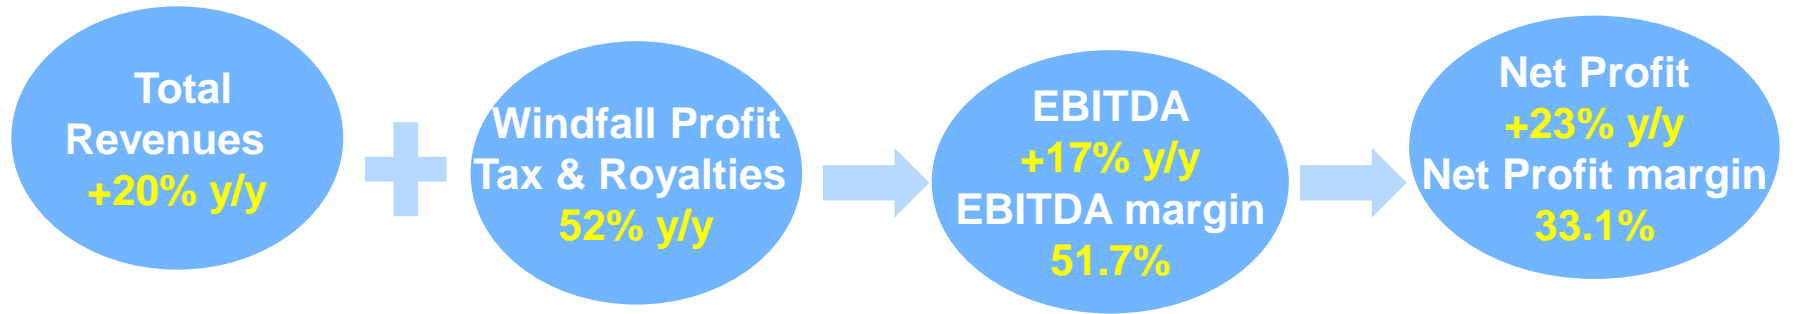 Total
Revenues
+20% y/y
Windfall Profit
Tax & Royalties
52% y/y
EBITDA
+17% y/y
EBITDA margin
51.7%
Net Profit
+23% y/y
Net Profit margin
33.1%